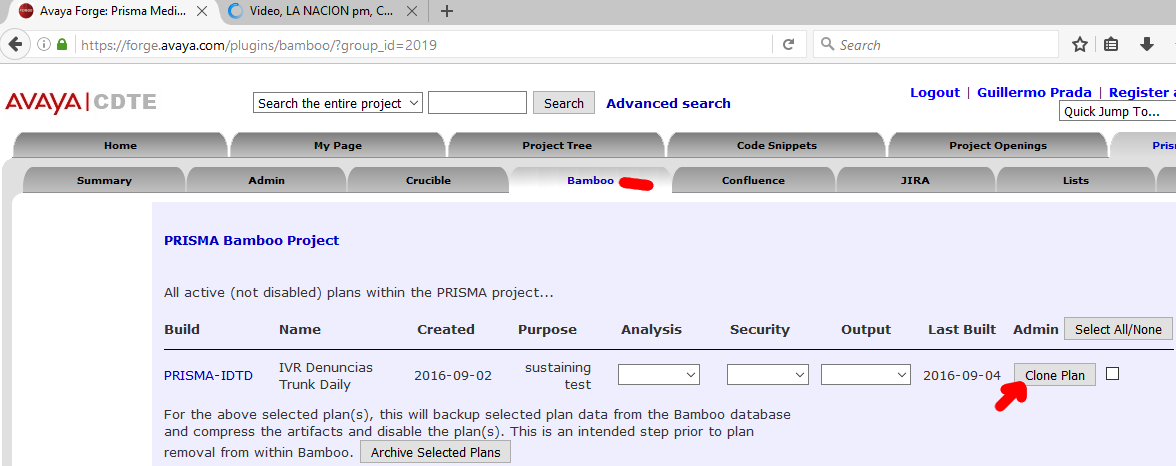 Avaya Forge: Prisma Medi...
Video, LA NACION pm, C...
https://forge.avaya.com/plugins/bamboo/?group_id=2019
Search
AVAYA | CDTE
Search the entire project
Search
Advanced search
Logout | Guillermo Prada | Register a
Quick Jump To...
Home My Page Project Tree Code Snippets Project Openings Pris
Summary Admin Crucible Bamboo Confluence JIRA Lists
PRISMA Bamboo Project
All active (not disabled) plans within the PRISMA project...
Build Name Created Purpose Analysis Security Output Last Built Admin Select All/None
PRISMA-IDTD IVR Denuncias Trunk Daily 2016-09-02 sustaining test 2016-09-04 Clone Plan
For the above selected plan(s), this will backup selected plan data from the Bamboo database
and compress the artifacts and disable the plan(s). This is an intended step prior to plan
removal from within Bamboo. Archive Selected Plans